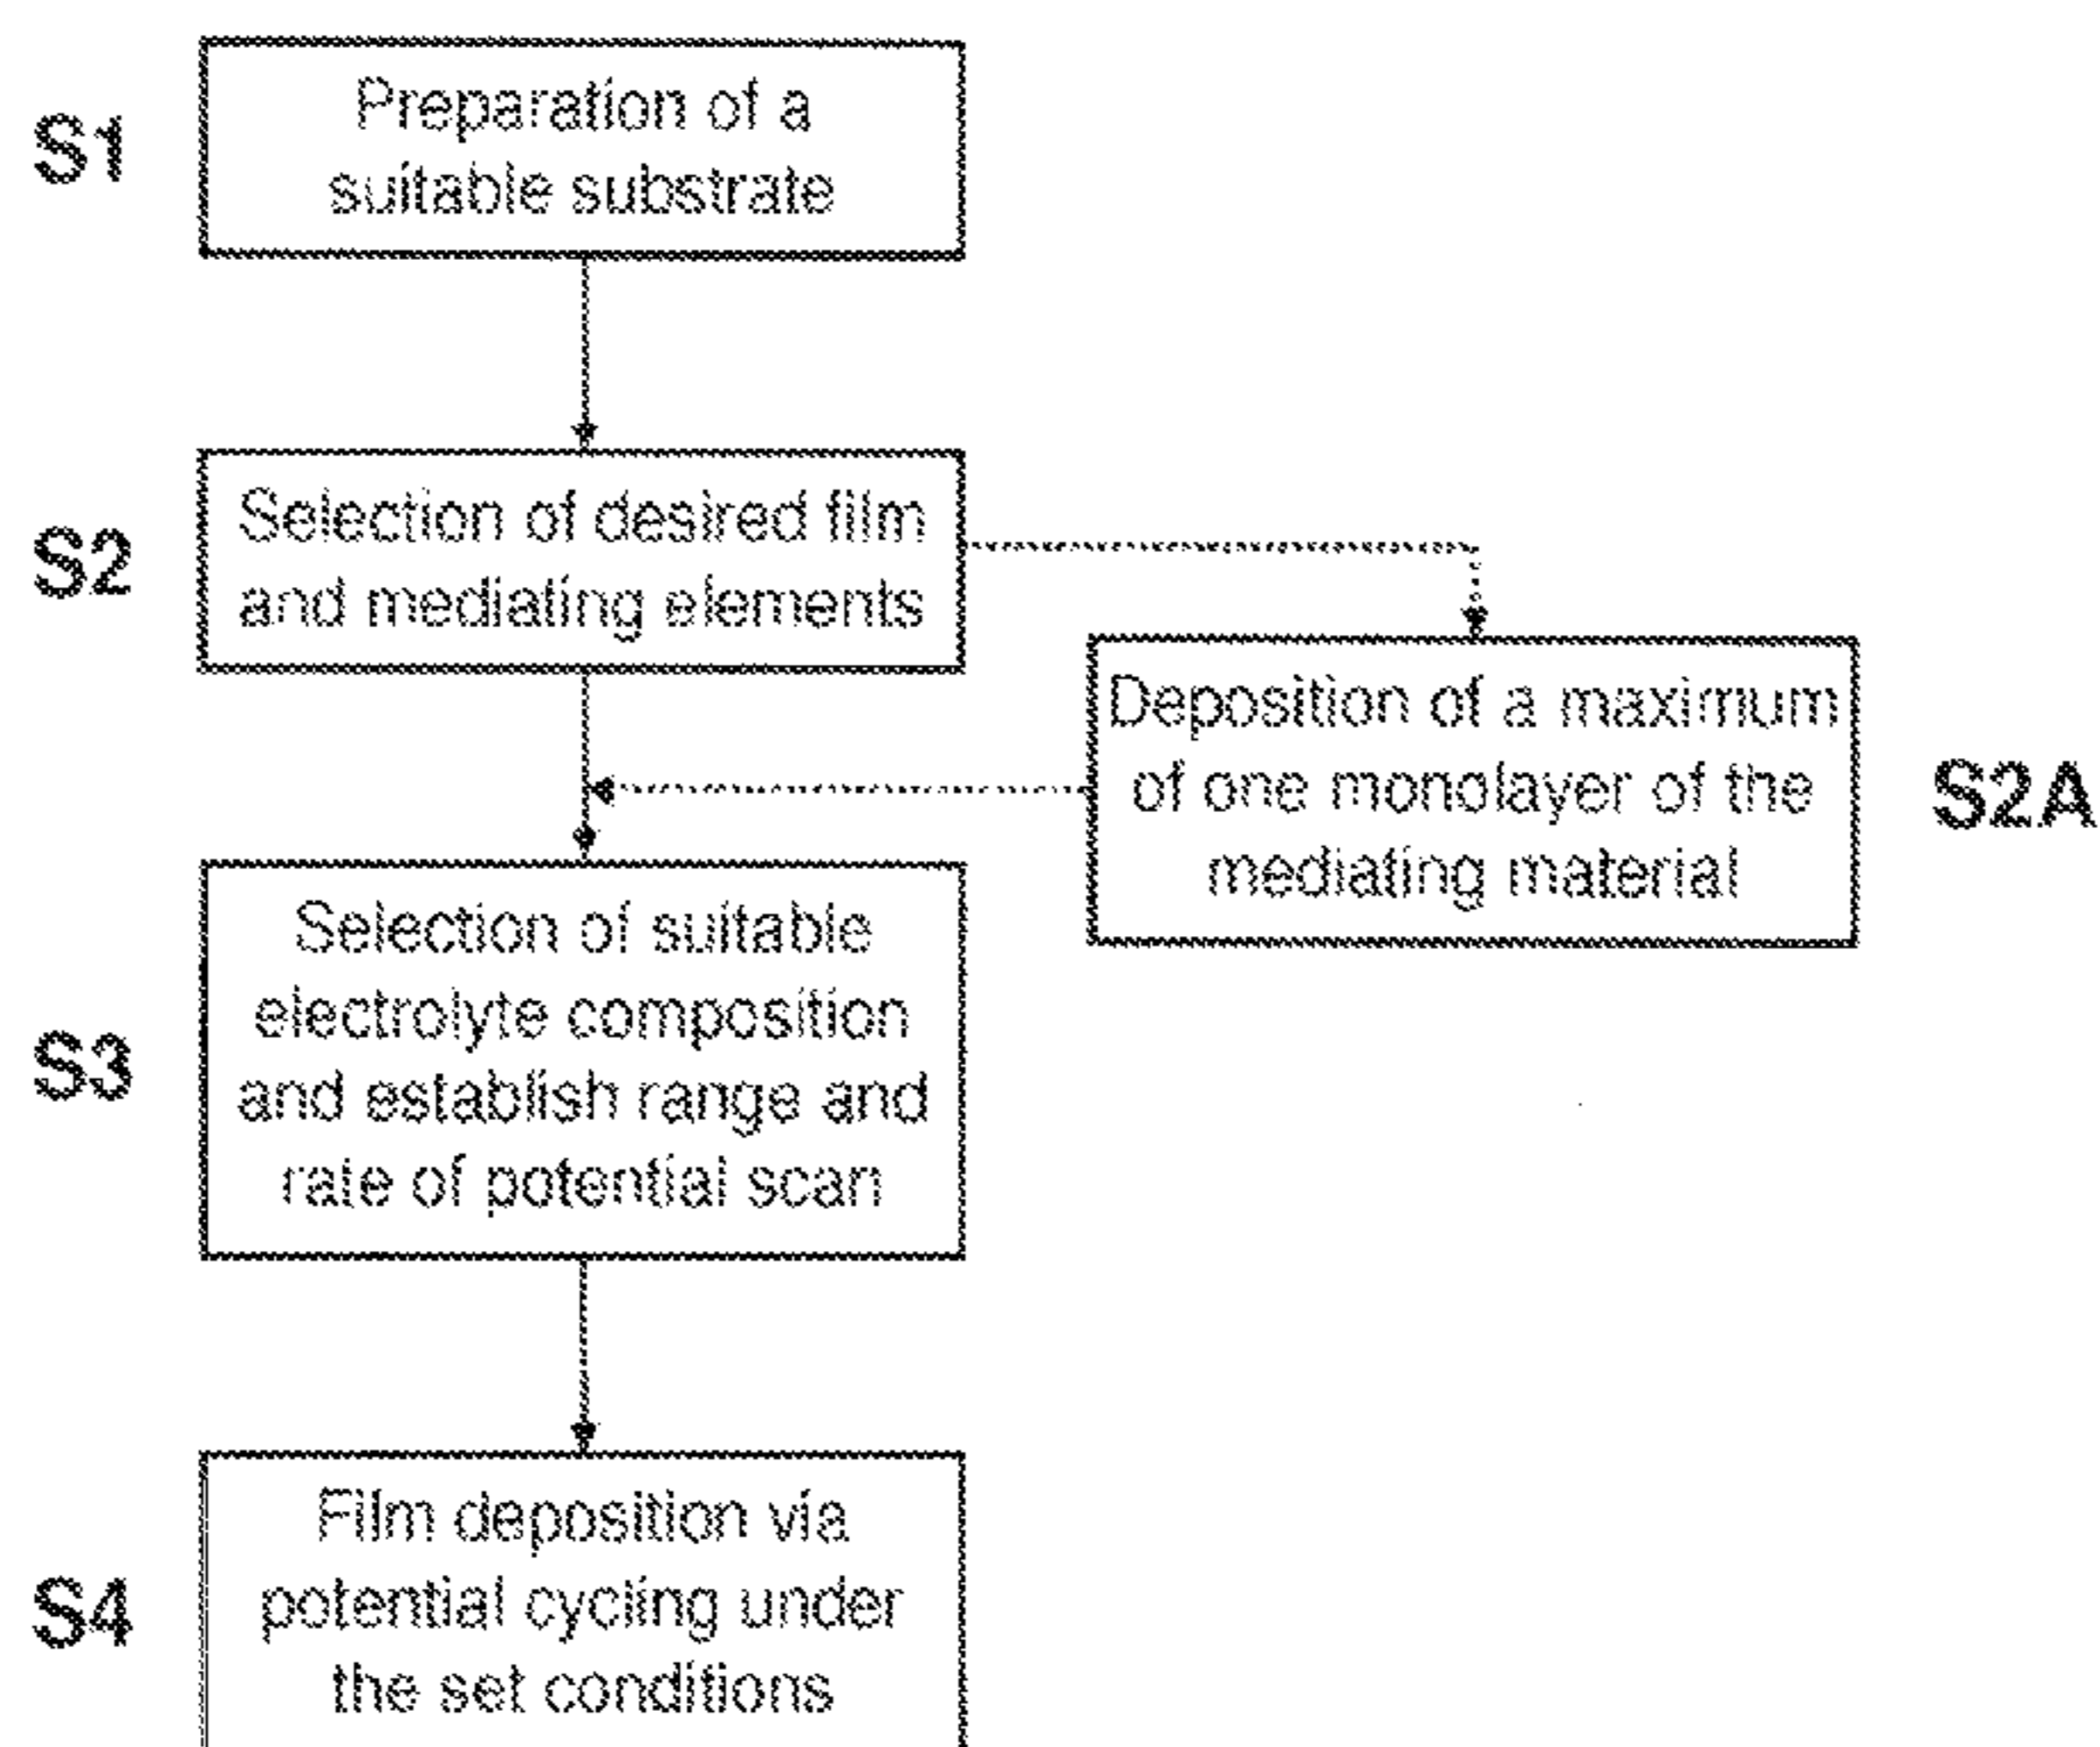 S1
Preparation of a
suitable substrate
S2
Selection of desired film
and mediating elements
Deposition of a maximum
of one monolayer of the
mediating material
S2A
S3
Selection of suitable
electrolyte composition
and establish range and
rate of potential scan
S4
Film deposition via
potential cycling under
the set conditions